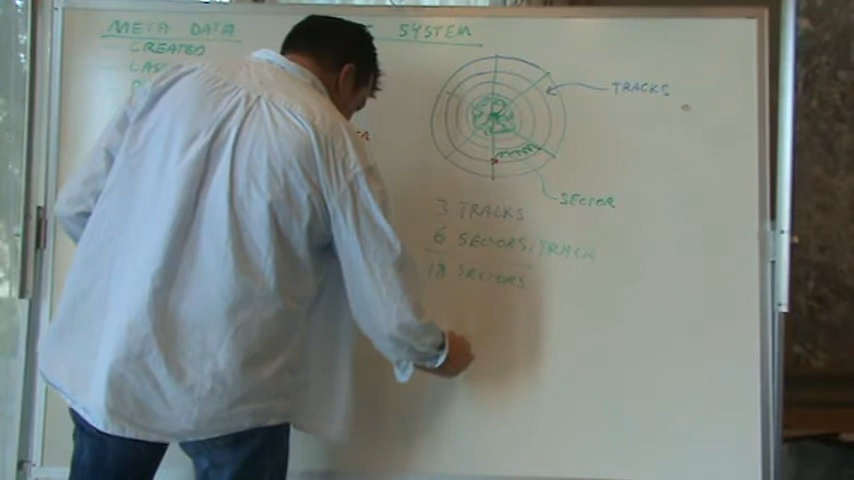 META DATA
SYSTEM
CREATED
TRACKS
SECTOR
3 TRACKS
6 SECTORS/TRACK
18 SECTORS